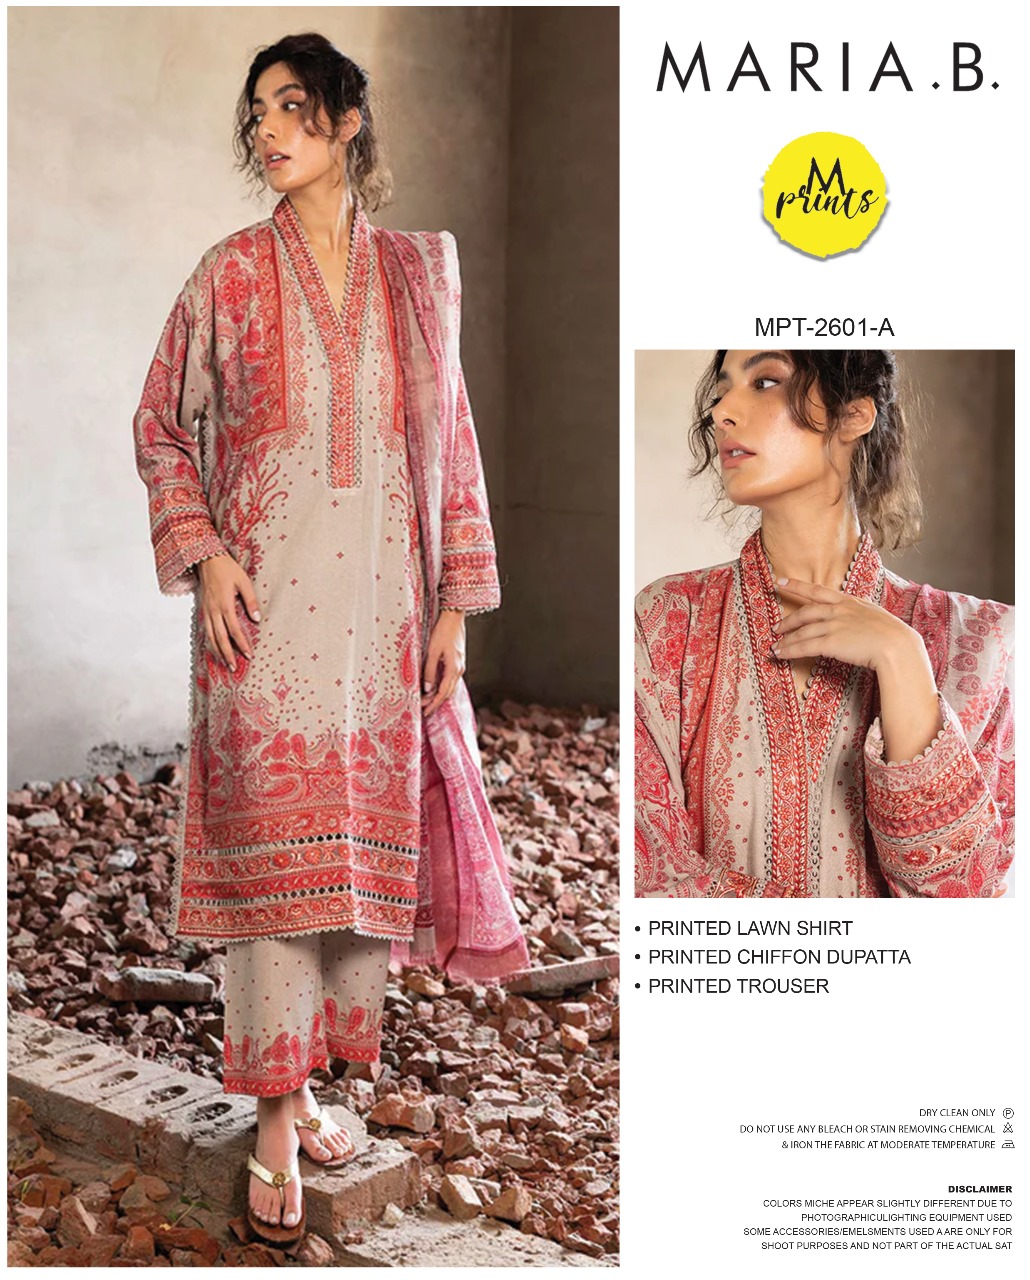 MARIA.B.
M
prints
MPT-2601-A
• PRINTED LAWN SHIRT
• PRINTED CHIFFON DUPATTA
• PRINTED TROUSER
DRY CLEAN ONLY
DO NOT USE ANY BLEACH OR STAIN REMOVING CHEMICAL
& IRON THE FABRIC AT MODERATE TEMPERATURE
DISCLAIMER
COLORS MICHE APPEAR SLIGHTLY DIFFERENT DUE TO
PHOTOGRAPHICULIGHTING EQUIPMENT USED
SOME ACCESSORIES/EMELSMENTS USED A ARE ONLY FOR
SHOOT PURPOSES AND NOT PART OF THE ACTUAL SAT